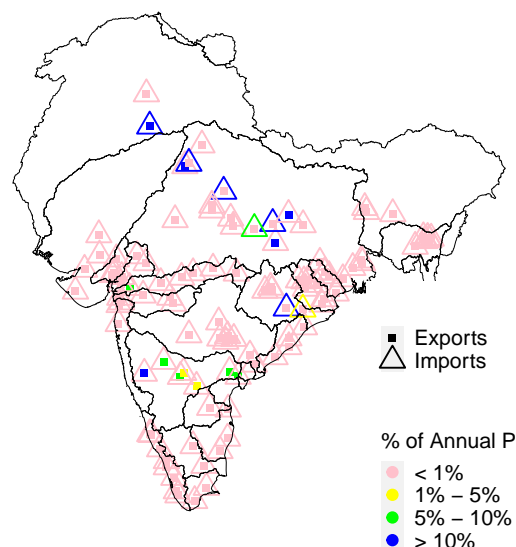 Exports
Imports
% of Annual P
< 1%
1% − 5%
5% − 10%
> 10%